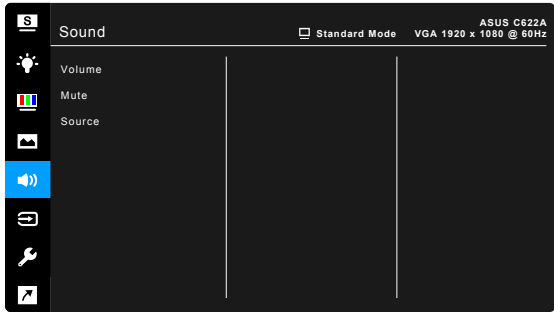 S
ASUS C622A
Sound
Standard Mode
VGA 1920 x 1080 @ 60Hz
Volume
Mute
Source